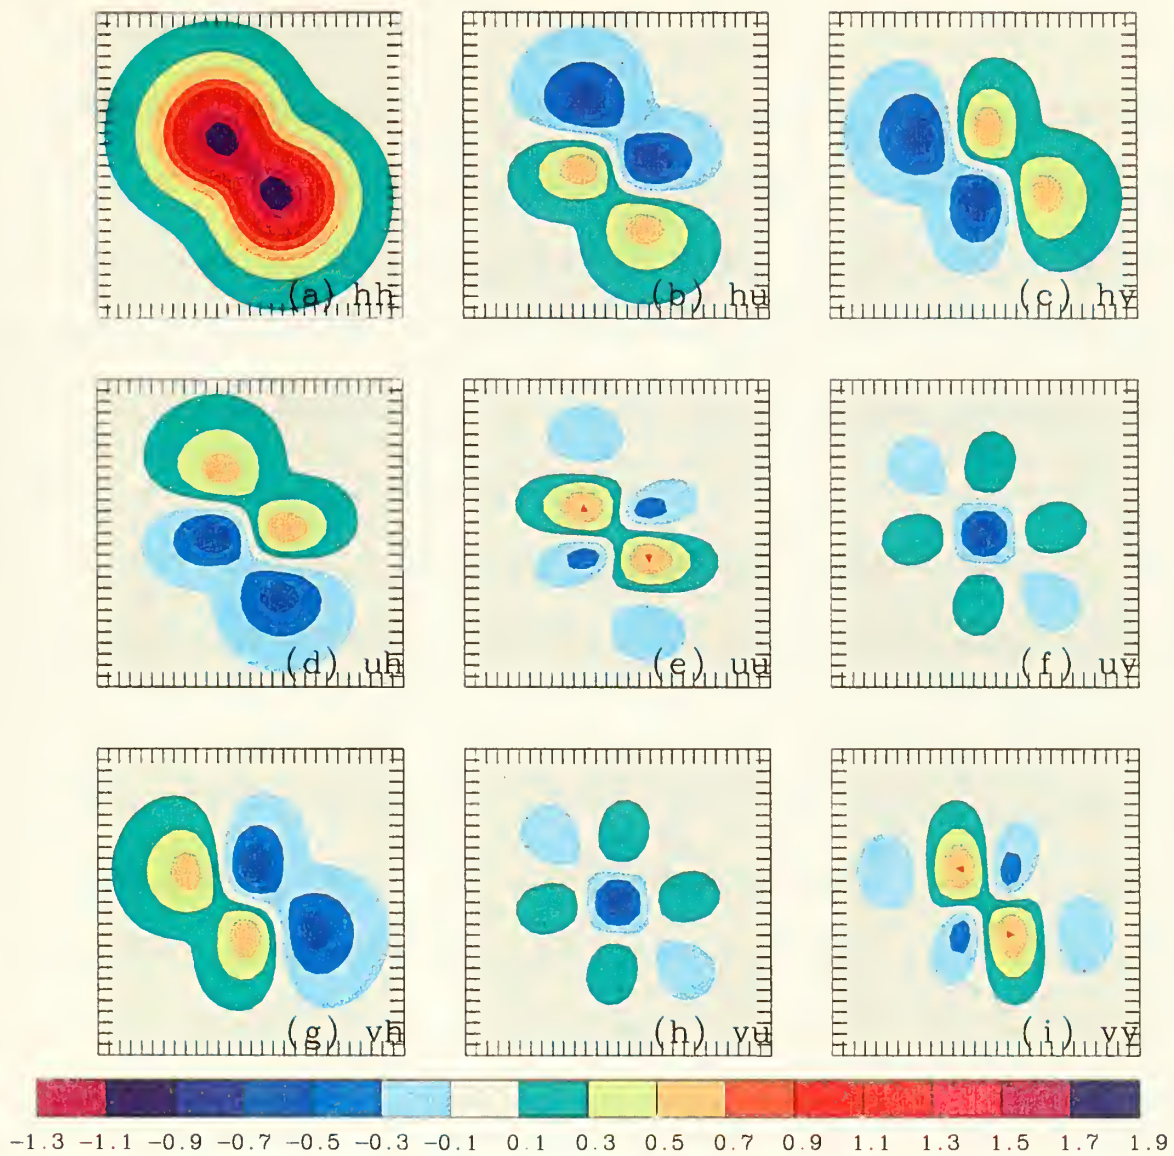 (a) hh
(b) hu
(c) hv
(d) uh
(e) uu
(f) uv
(g) vh
(h) vu
(i) vv
-1.3 -1.1 -0.9 -0.7 -0.5 -0.3 -0.1 0.1 0.3 0.5 0.7 0.9 1.1 1.3 1.5 1.7 1.9